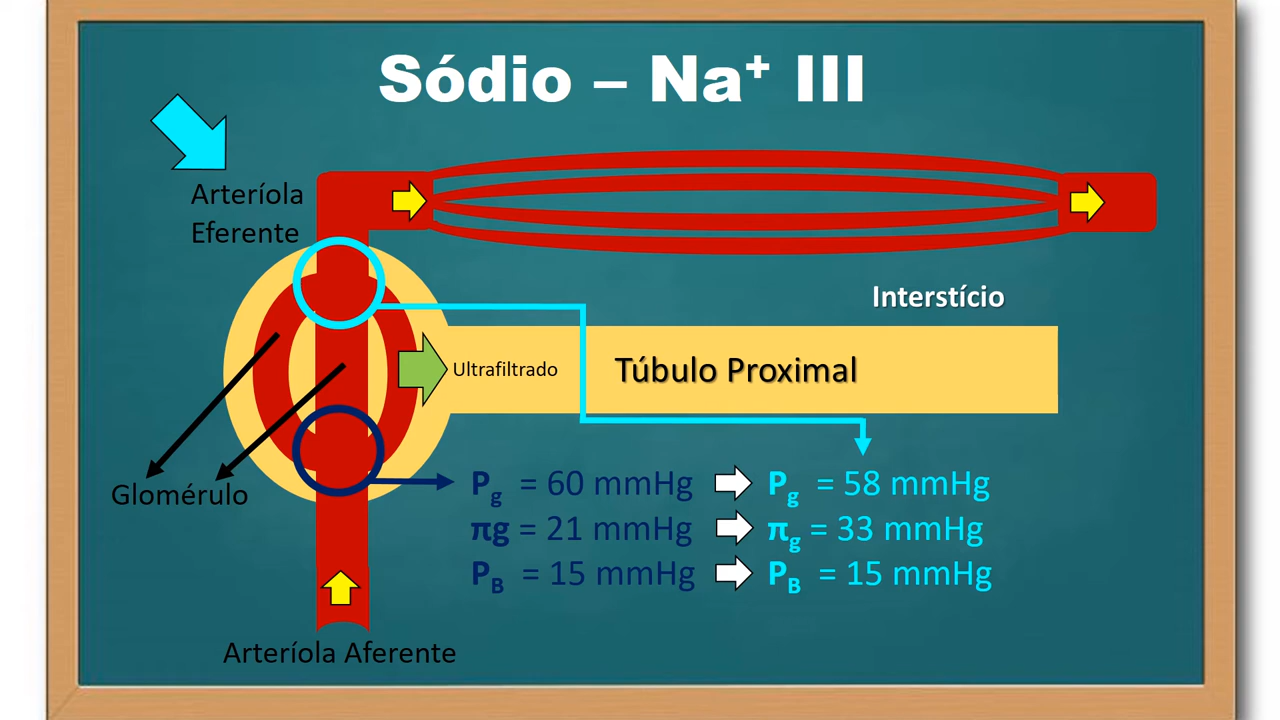 Sódio – Na⁺ III
Arteríola
Eferente
Interstício
Ultrafiltrado
Túbulo Proximal
Glomérulo
Pg = 60 mmHg
Pg = 58 mmHg
πg = 21 mmHg
πg = 33 mmHg
PB = 15 mmHg
PB = 15 mmHg
Arteríola Aferente